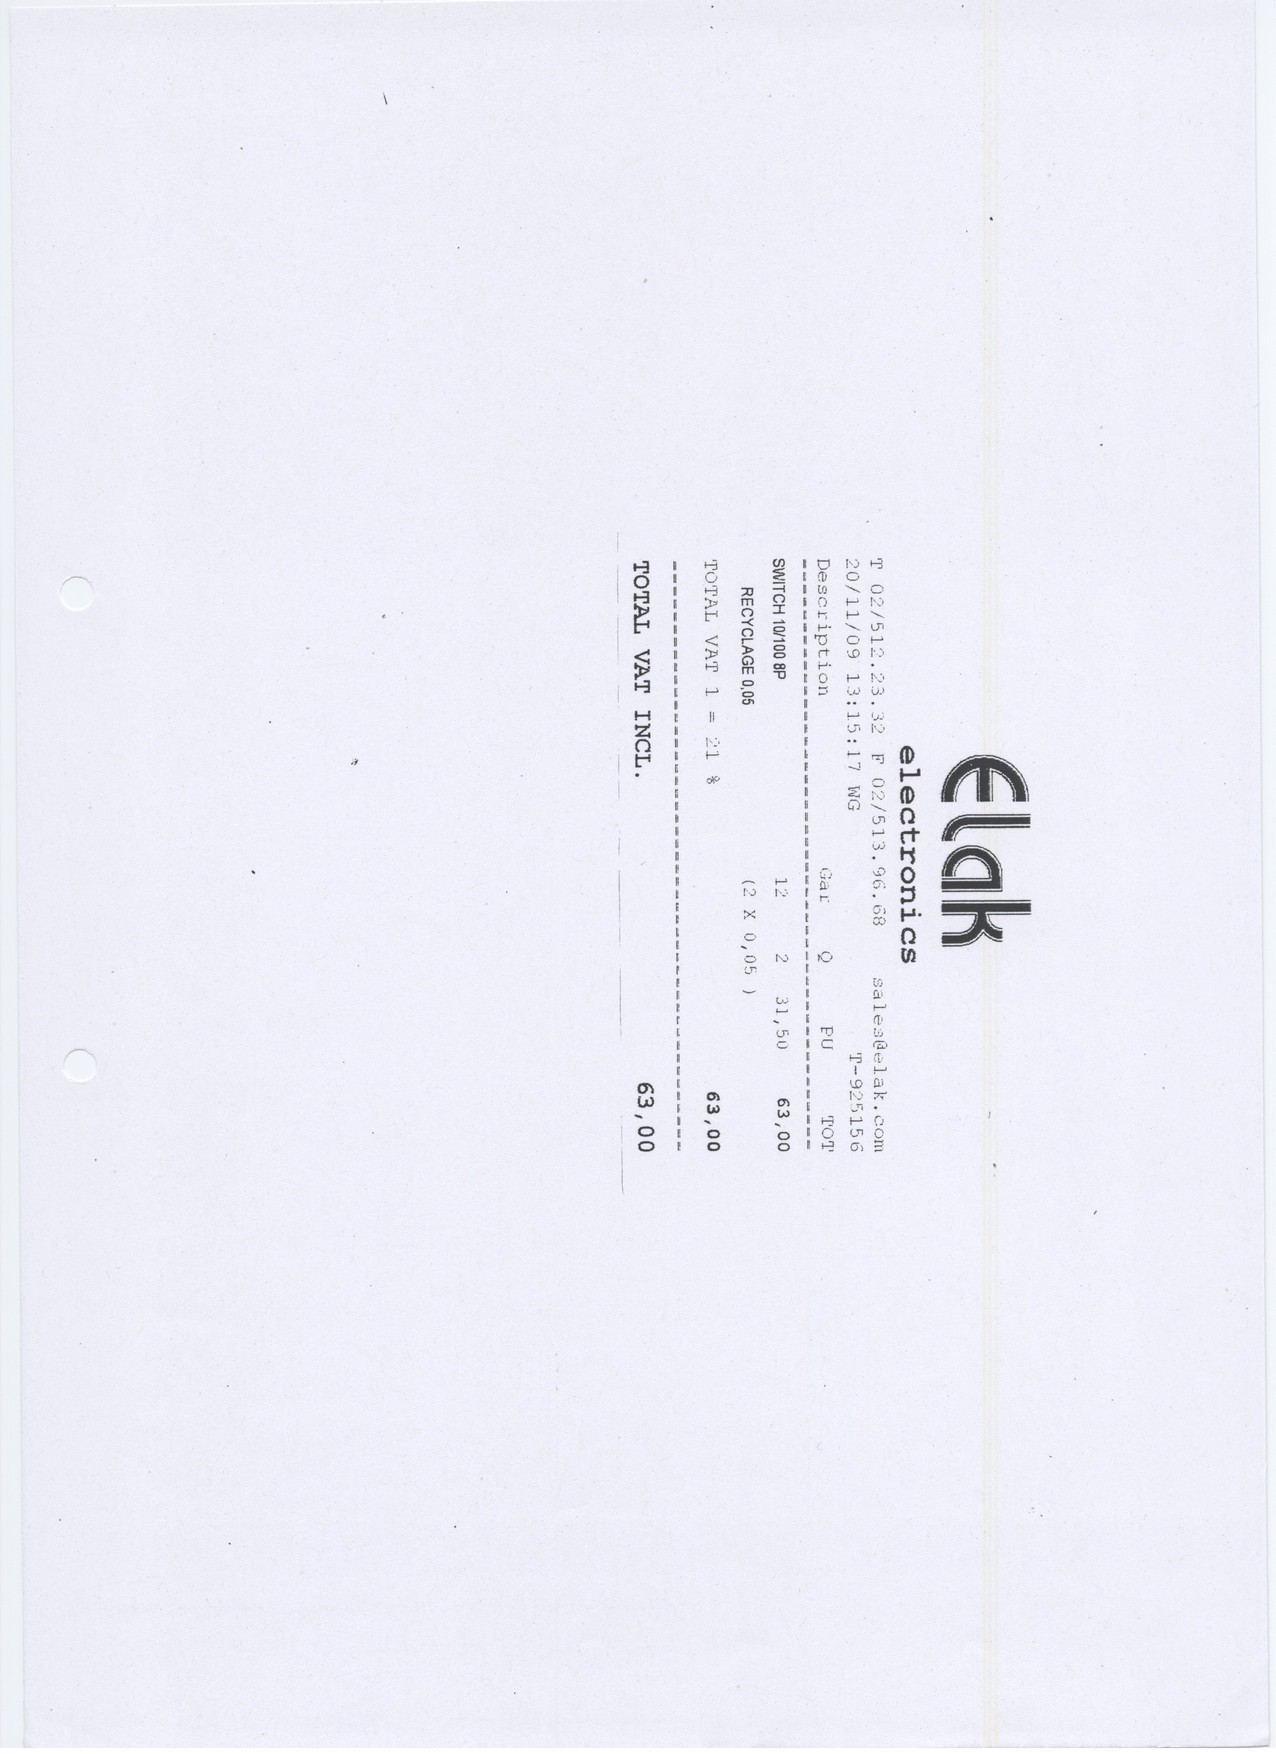 Elak
electronics
T 02/512.23.32 F 02/513.96.68 sales@elak.com
20/11/09 13:15:17 WG T-925156
Description Gar Q PU TOT
SWITCH 10/100 8P 12 2 31,50 63,00
RECYCLAGE 0,05 (2 X 0,05 )
TOTAL VAT 1 = 21 % 63,00
TOTAL VAT INCL. 63,00